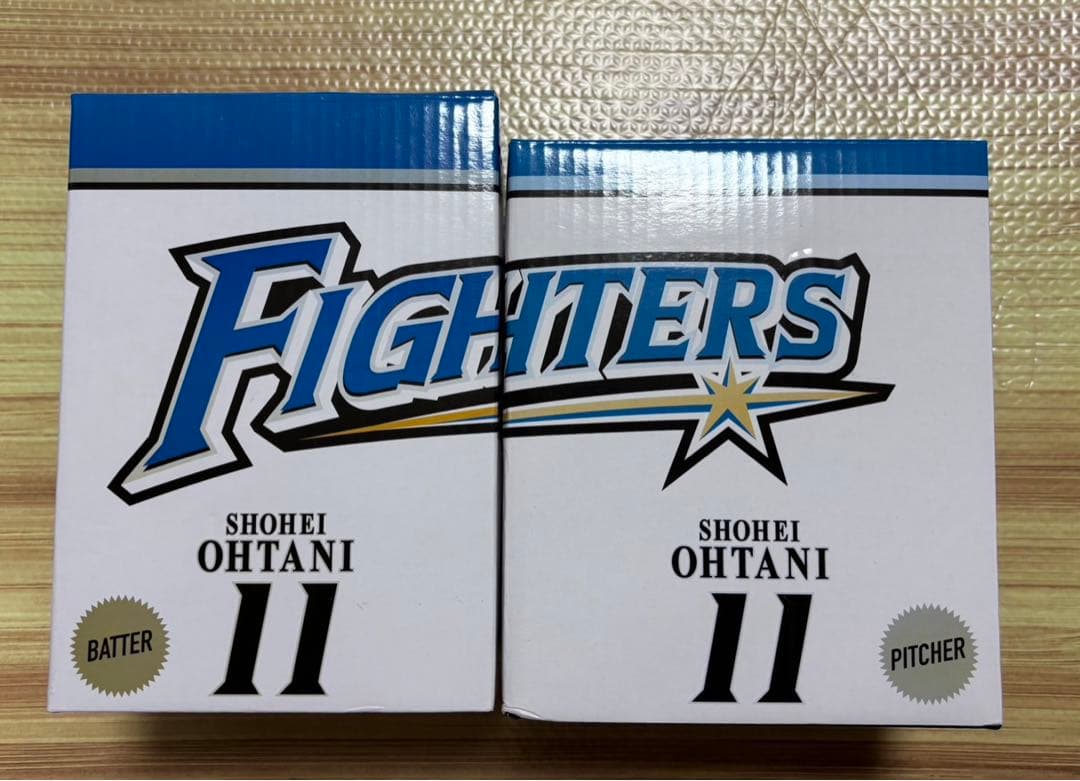 FIGHTERS
SHOHEI
OHTANI
11
BATTER
SHOHEI
OHTANI
11
PITCHER